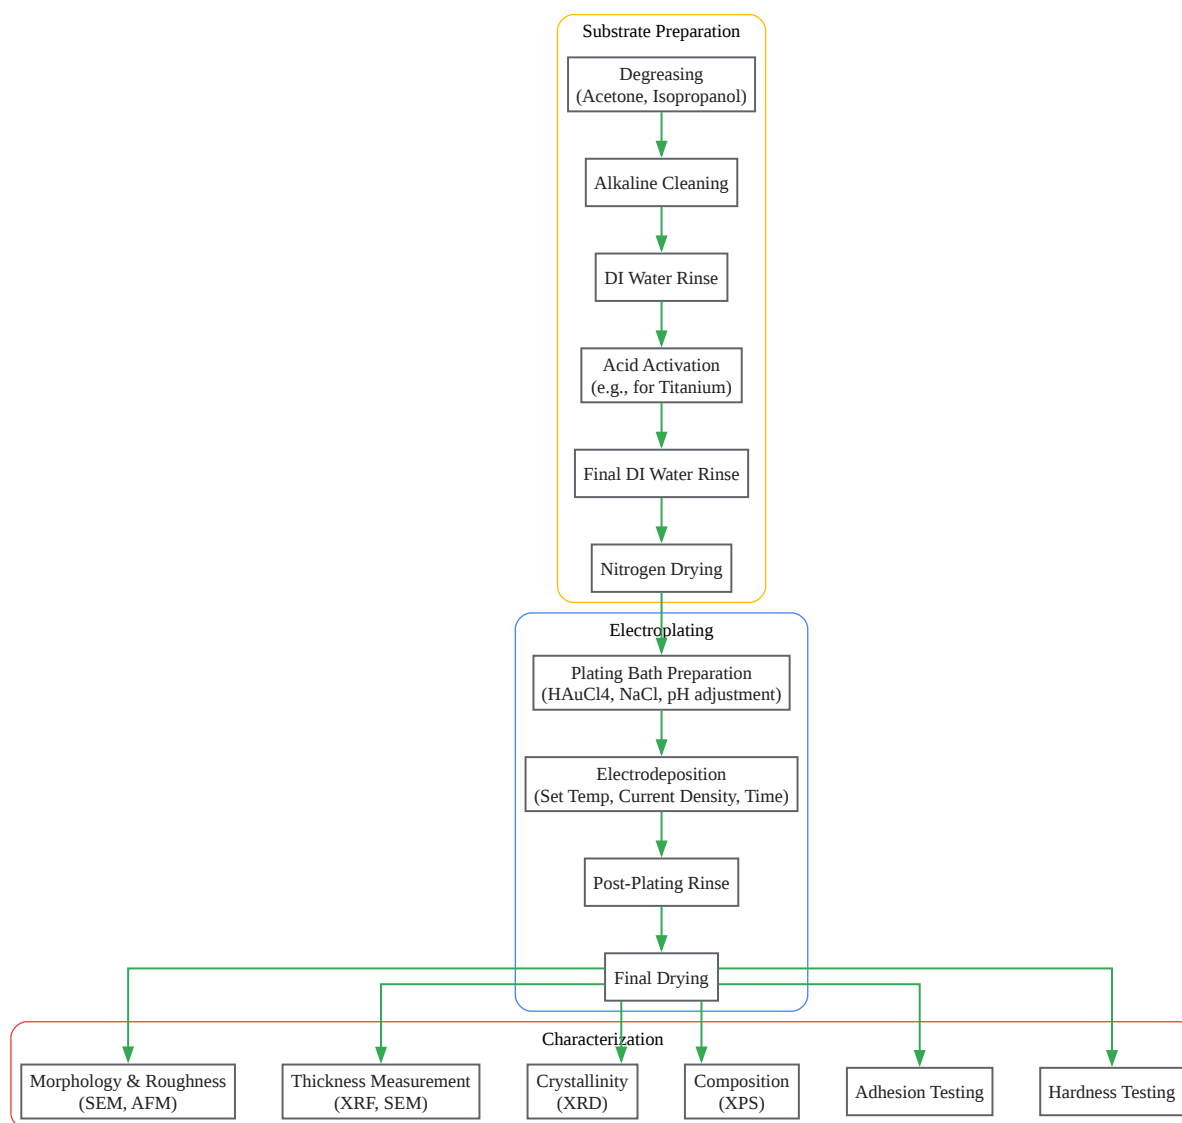 Substrate Preparation
Degreasing
(Acetone, Isopropanol)
Alkaline Cleaning
DI Water Rinse
Acid Activation
(e.g., for Titanium)
Final DI Water Rinse
Nitrogen Drying
Electroplating
Plating Bath Preparation
(HAuCl4, NaCl, pH adjustment)
Electrodeposition
(Set Temp, Current Density, Time)
Post-Plating Rinse
Final Drying
Characterization
Morphology & Roughness
(SEM, AFM)
Thickness Measurement
(XRF, SEM)
Crystallinity
(XRD)
Composition
(XPS)
Adhesion Testing
Hardness Testing